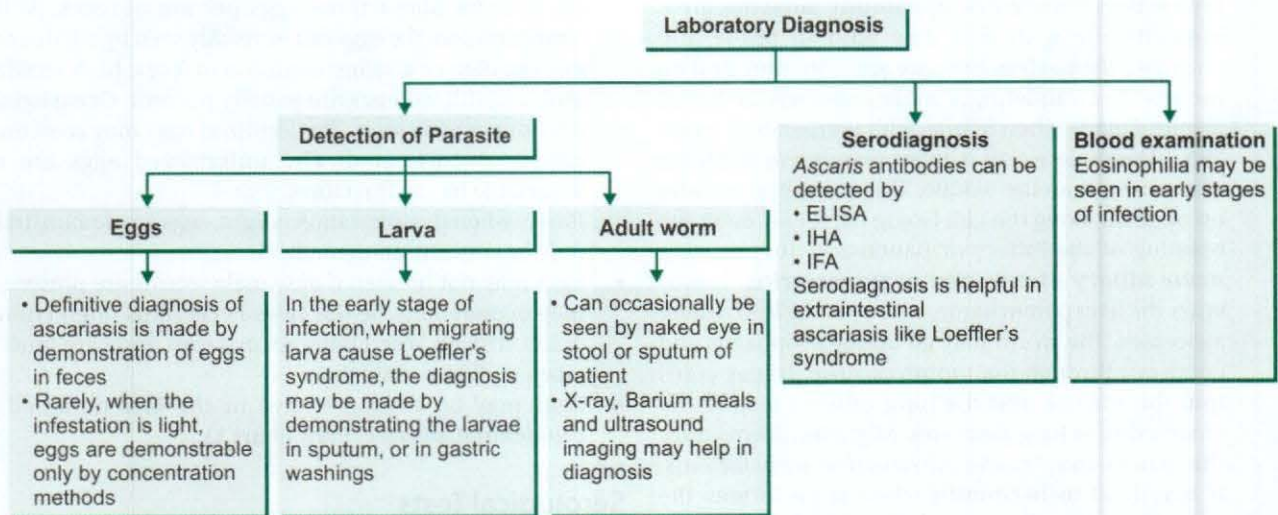 Laboratory Diagnosis
Detection of Parasite
Eggs
• Definitive diagnosis of
ascariasis is made by
demonstration of eggs
in feces
• Rarely, when the
infestation is light,
eggs are demonstrable
only by concentration
methods
Larva
In the early stage of
infection,when migrating
larva cause Loeffler's
syndrome, the diagnosis
may be made by
demonstrating the larvae
in sputum, or in gastric
washings
Adult worm
• Can occasionally be
seen by naked eye in
stool or sputum of
patient
• X-ray, Barium meals
and ultrasound
imaging may help in
diagnosis
Serodiagnosis
Ascaris antibodies can be
detected by
• ELISA
• IHA
• IFA
Serodiagnosis is helpful in
extraintestinal
ascariasis like Loeffler's
syndrome
Blood examination
Eosinophilia may be
seen in early stages
of infection